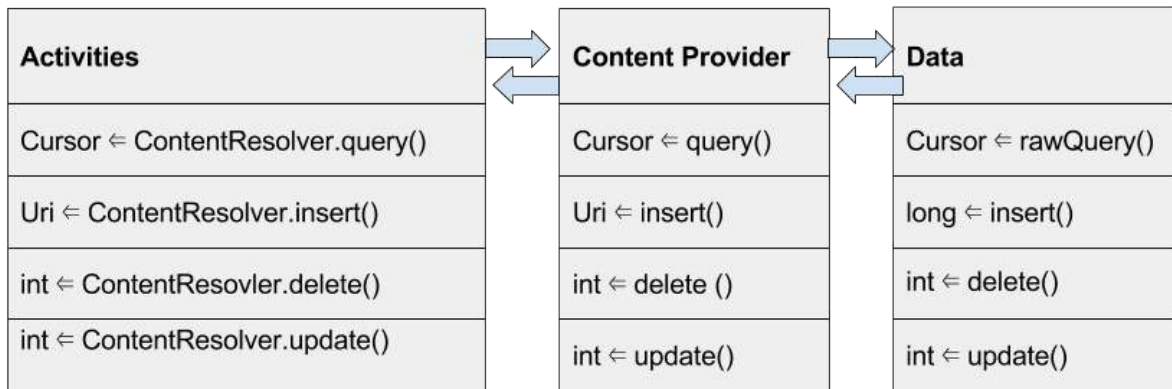 Activities
Cursor ⇐ ContentResolver.query()
Uri ⇐ ContentResolver.insert()
int ⇐ ContentResovler.delete()
int ⇐ ContentResolver.update()
Content Provider
Cursor ⇐ query()
Uri ⇐ insert()
int ⇐ delete ()
int ⇐ update()
Data
Cursor ⇐ rawQuery()
long ⇐ insert()
int ⇐ delete()
int ⇐ update()